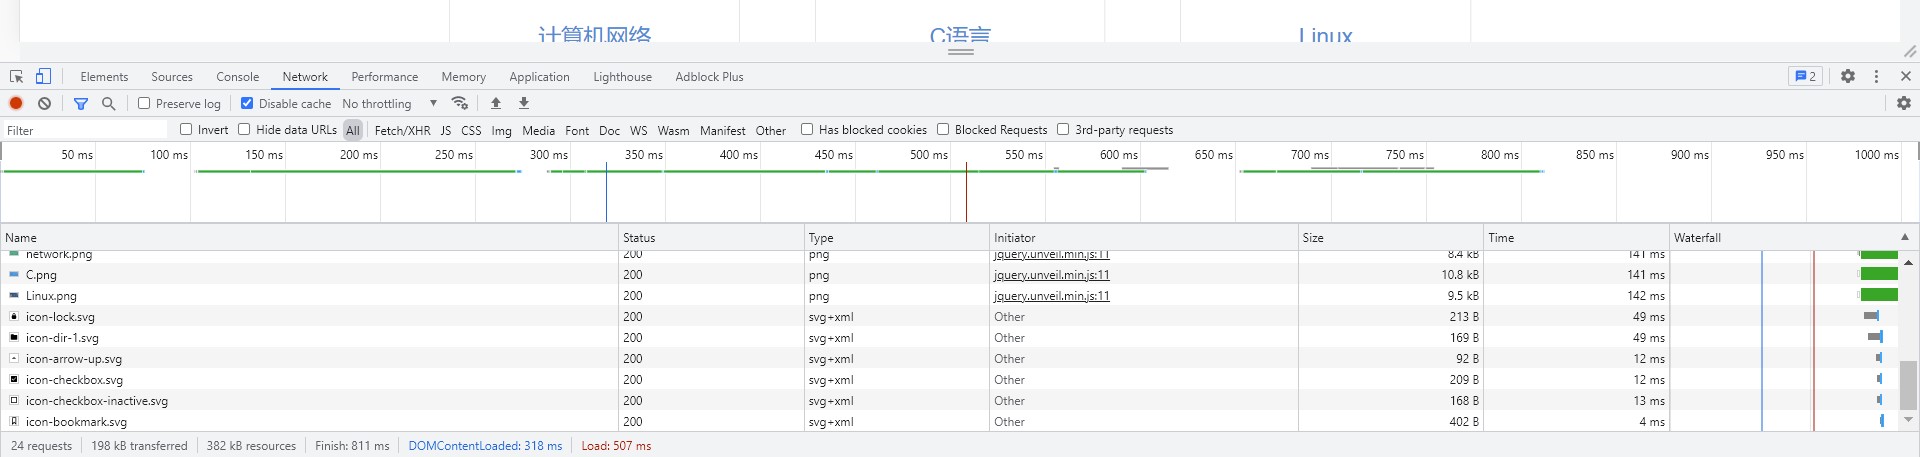 计算机网络 C语言 Linux
Elements Sources Console Network Performance Memory Application Lighthouse Adblock Plus 2
Preserve log Disable cache No throttling
Filter Invert Hide data URLs All Fetch/XHR JS CSS Img Media Font Doc WS Wasm Manifest Other Has blocked cookies Blocked Requests 3rd-party requests
50 ms 100 ms 150 ms 200 ms 250 ms 300 ms 350 ms 400 ms 450 ms 500 ms 550 ms 600 ms 650 ms 700 ms 750 ms 800 ms 850 ms 900 ms 950 ms 1000 ms
Name Status Type Initiator Size Time Waterfall
network.png 200 png jquery.unveil.min.js:11 8.4 kB 141 ms
C.png 200 png jquery.unveil.min.js:11 10.8 kB 141 ms
Linux.png 200 png jquery.unveil.min.js:11 9.5 kB 142 ms
icon-lock.svg 200 svg+xml Other 213 B 49 ms
icon-dir-1.svg 200 svg+xml Other 169 B 49 ms
icon-arrow-up.svg 200 svg+xml Other 92 B 12 ms
icon-checkbox.svg 200 svg+xml Other 209 B 12 ms
icon-checkbox-inactive.svg 200 svg+xml Other 168 B 13 ms
icon-bookmark.svg 200 svg+xml Other 402 B 4 ms
24 requests 198 kB transferred 382 kB resources Finish: 811 ms DOMContentLoaded: 318 ms Load: 507 ms